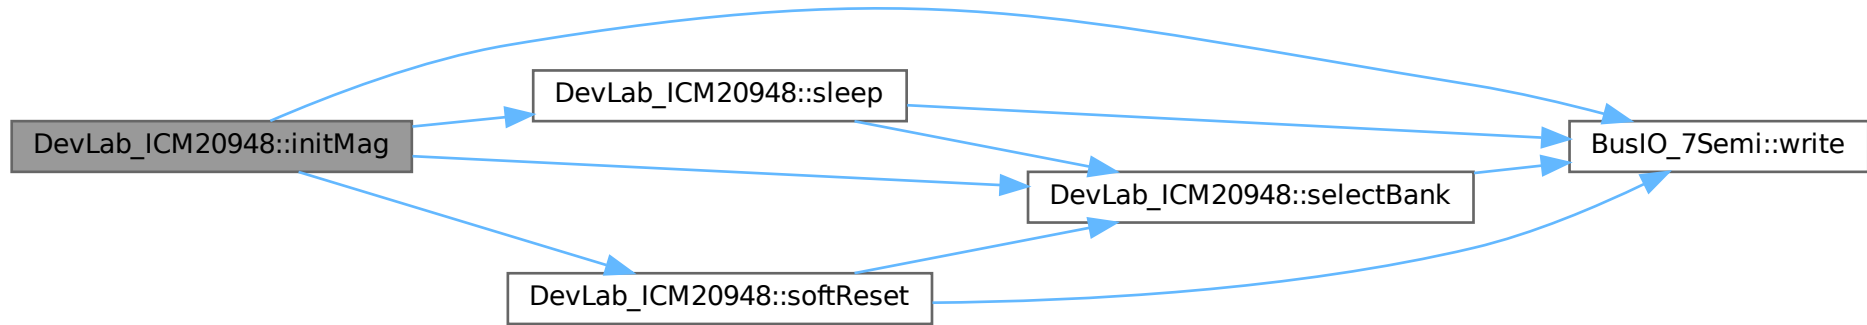 DevLab_ICM20948::initMag
DevLab_ICM20948::sleep
BusIO_7Semi::write
DevLab_ICM20948::selectBank
DevLab_ICM20948::softReset